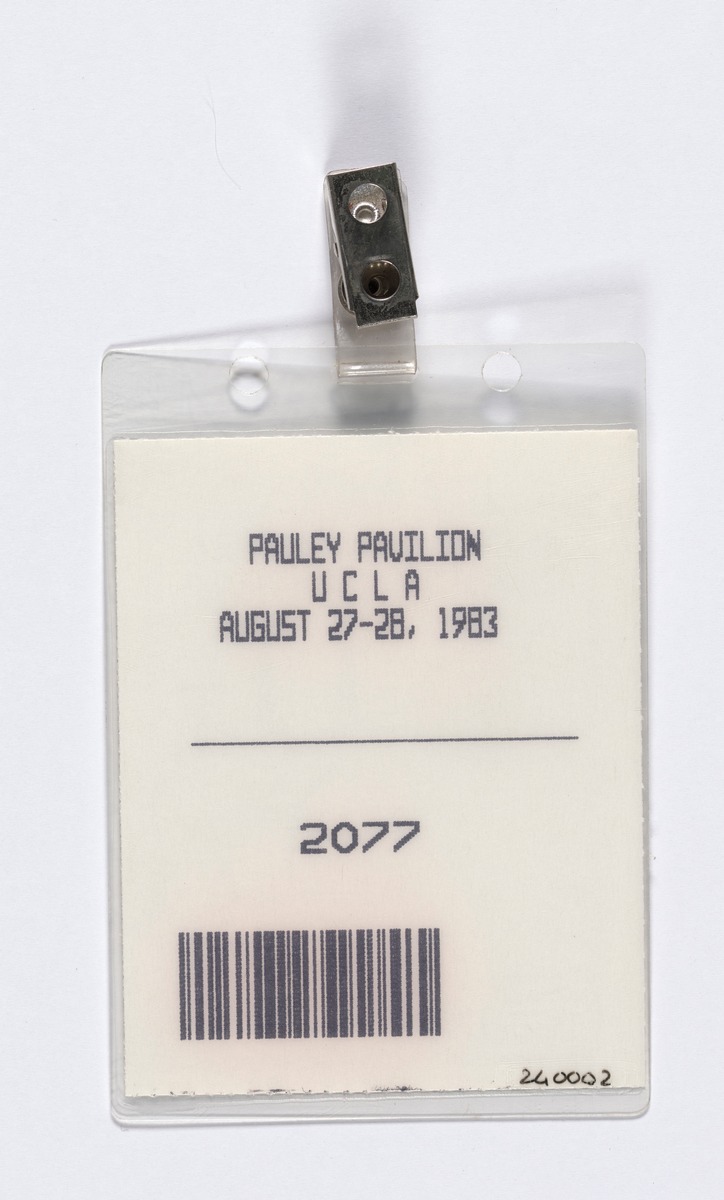 PAULEY PAVILION
U C L A
AUGUST 27-28, 1983
2077
240002